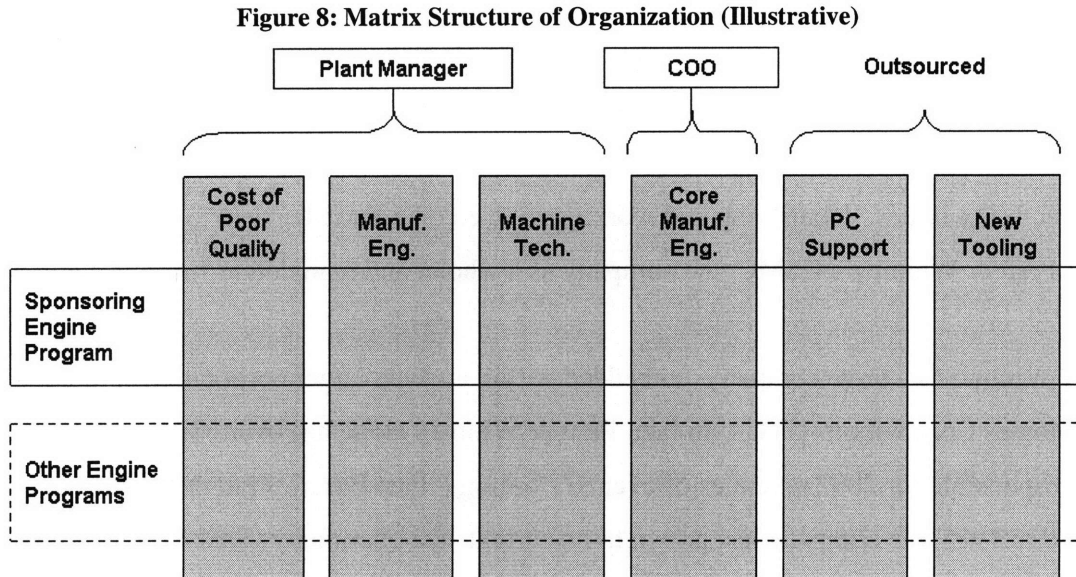 Figure 8: Matrix Structure of Organization (Illustrative)
Plant Manager
COO
Outsourced
Cost of
Poor
Quality
Manuf.
Eng.
Machine
Tech.
Core
Manuf.
Eng.
PC
Support
New
Tooling
Sponsoring
Engine
Program
Other Engine
Programs